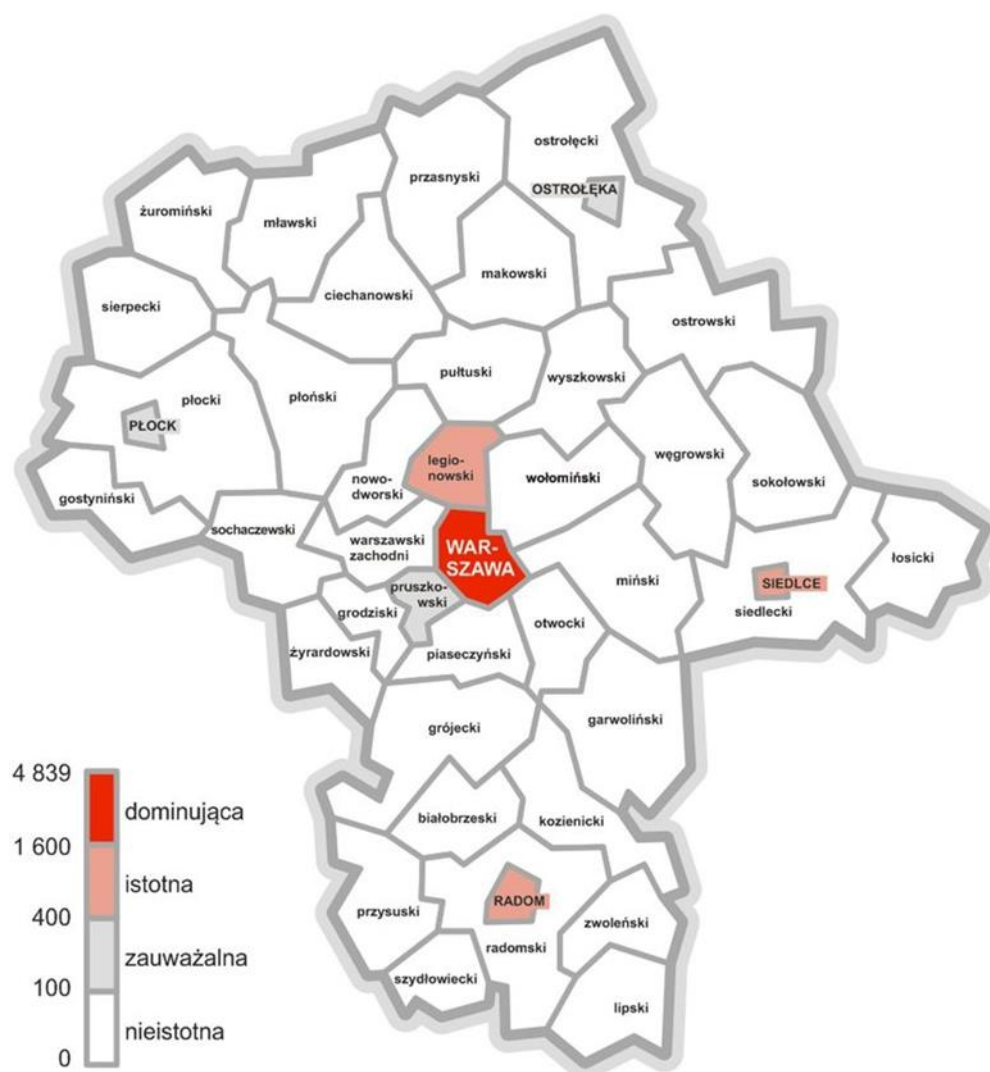 ostrołęcki
przasnyski
OSTROŁĘKA
żuromiński
mławski
makowski
ciechanowski
sierpecki
ostrowski
pułtuski
wyszkowski
płocki
płoński
PŁOCK
legio-
nowski
węgrowski
gostyniński
nowo-
dworski
wołomiński
sokołowski
sochaczewski
warszawski
zachodni
WAR-
SZAWA
łosicki
miński
SIEDLCE
pruszko-
wski
grodziski
siedlecki
otwocki
żyrardowski
piaseczyński
garwoliński
grójecki
białobrzeski
kozienicki
RADOM
przysuski
zwoleński
radomski
szydłowiecki
lipski
4 839
dominująca
1 600
istotna
400
zauważalna
100
nieistotna
0